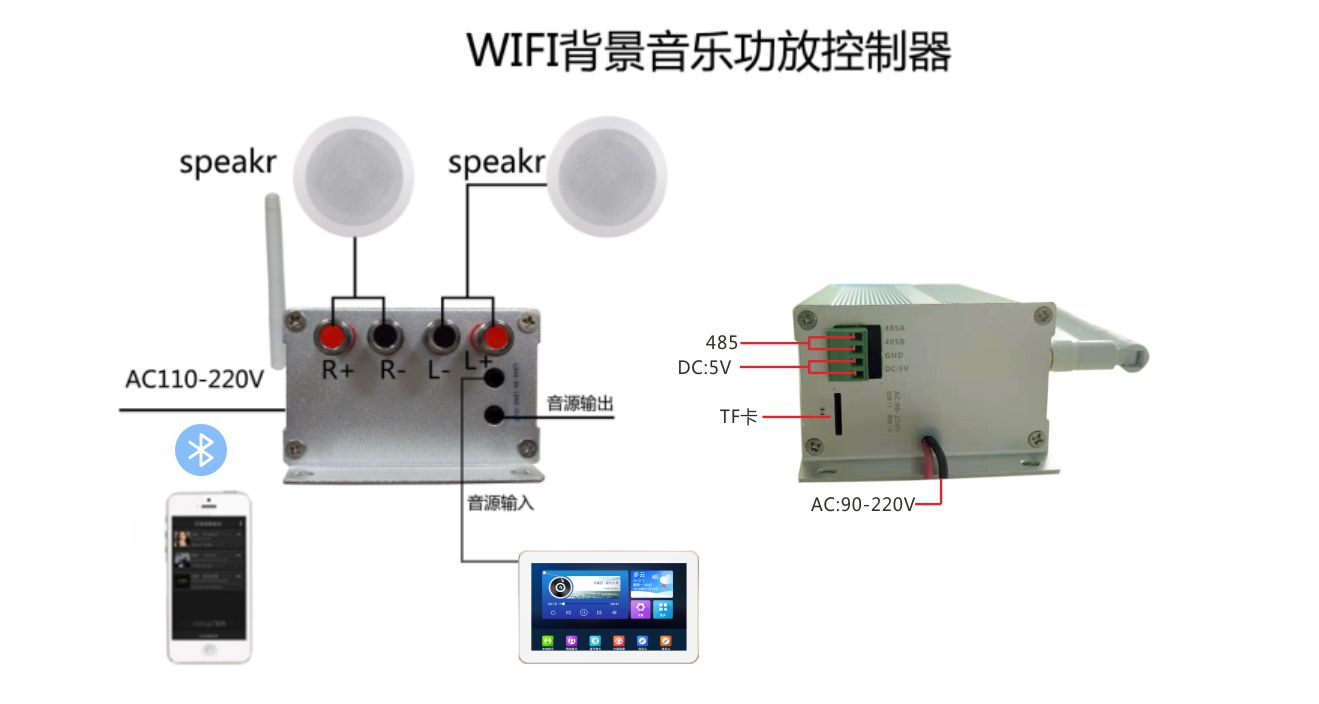 WIFI背景音乐功放控制器
speakr
speakr
R+
R-
L-
L+
AC110-220V
音源输出
音源输入
485
DC:5V
TF卡
AC:90-220V
485A
485B
GND
DC:5V